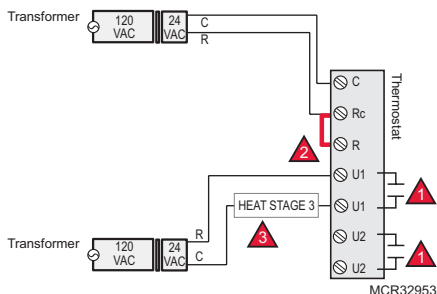 Transformer
120
VAC
24
VAC
C
R
Thermostat
C
Rc
R
2
U1
1
HEAT STAGE 3
U1
3
U2
1
U2
Transformer
120
VAC
24
VAC
R
C
MCR32953